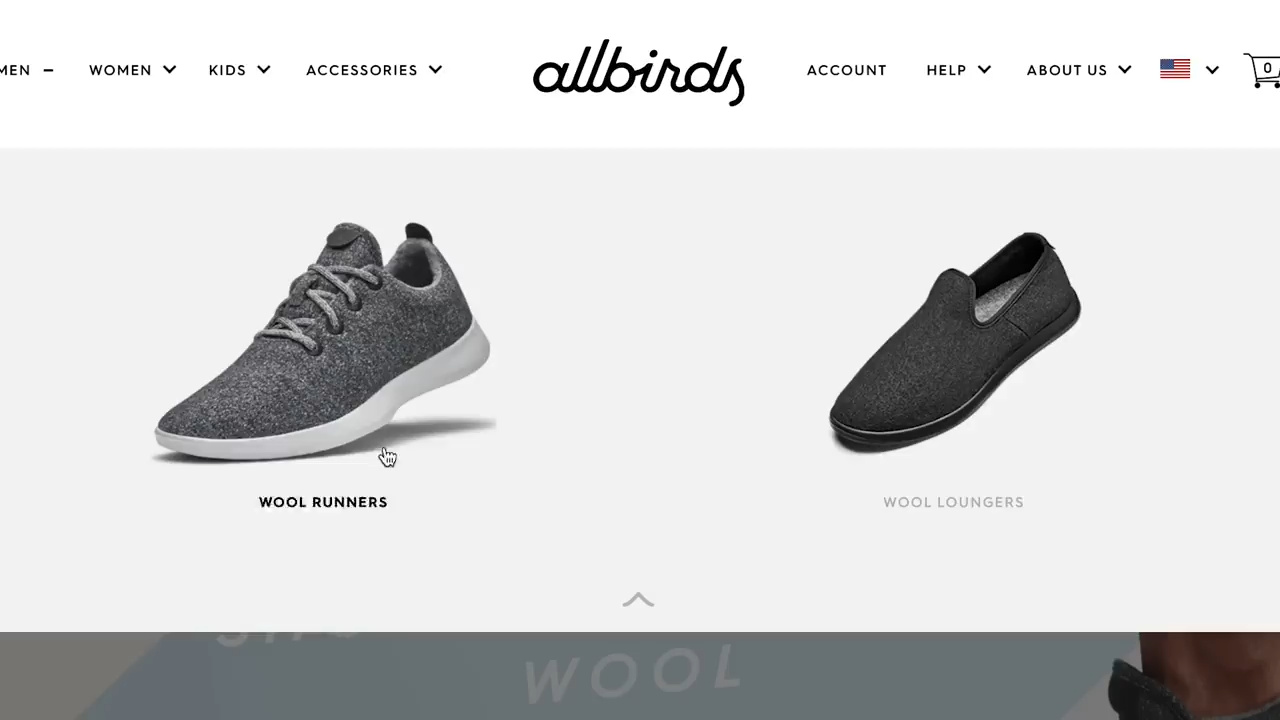 MEN WOMEN KIDS ACCESSORIES allbirds ACCOUNT HELP ABOUT US 0
WOOL RUNNERS WOOL LOUNGERS
WOOL